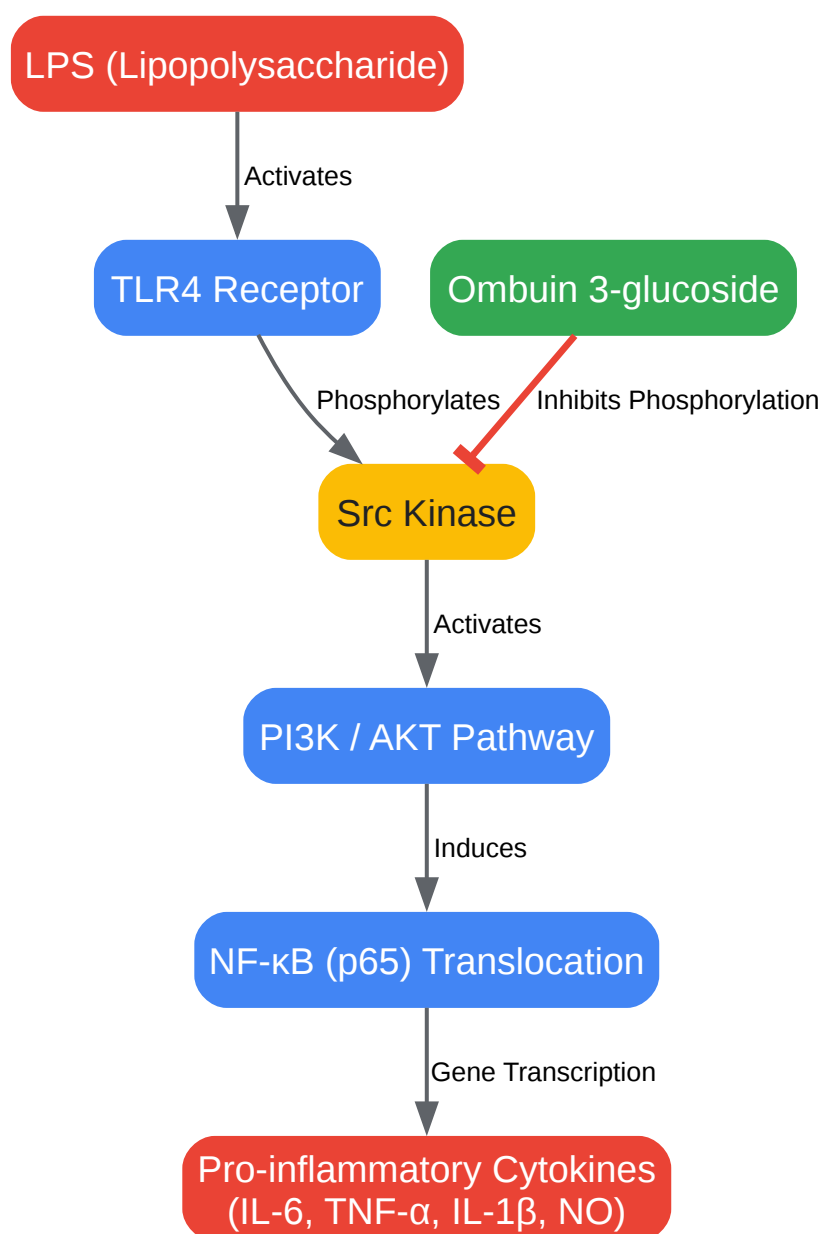 LPS (Lipopolysaccharide)
Activates
TLR4 Receptor
Ombuin 3-glucoside
Phosphorylates
Inhibits Phosphorylation
Src Kinase
Activates
PI3K / AKT Pathway
Induces
NF-κB (p65) Translocation
Gene Transcription
Pro-inflammatory Cytokines
(IL-6, TNF-α, IL-1β, NO)